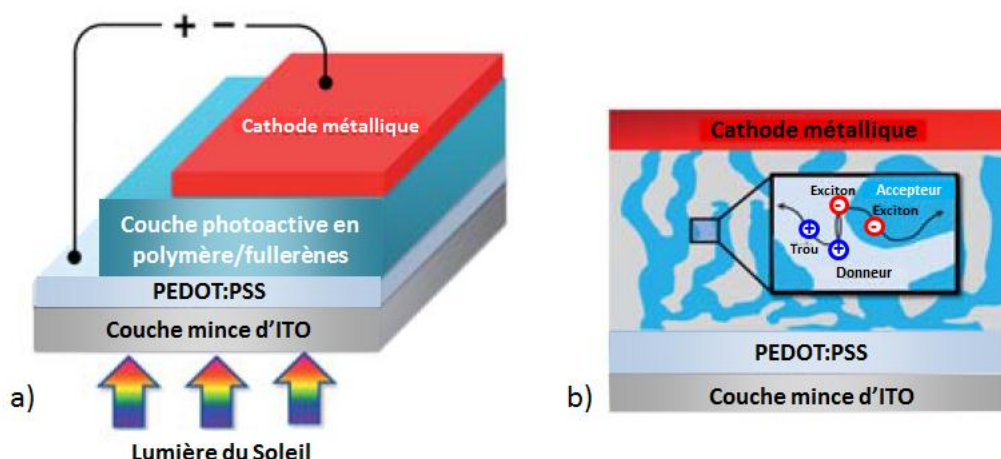 + -
Cathode métallique
Couche photoactive en
polymère/fullerènes
PEDOT:PSS
Couche mince d'ITO
a)
Lumière du Soleil
Cathode métallique
Exciton
Accepteur
-
Exciton
-
+
Trou
+
Donneur
PEDOT:PSS
b)
Couche mince d'ITO